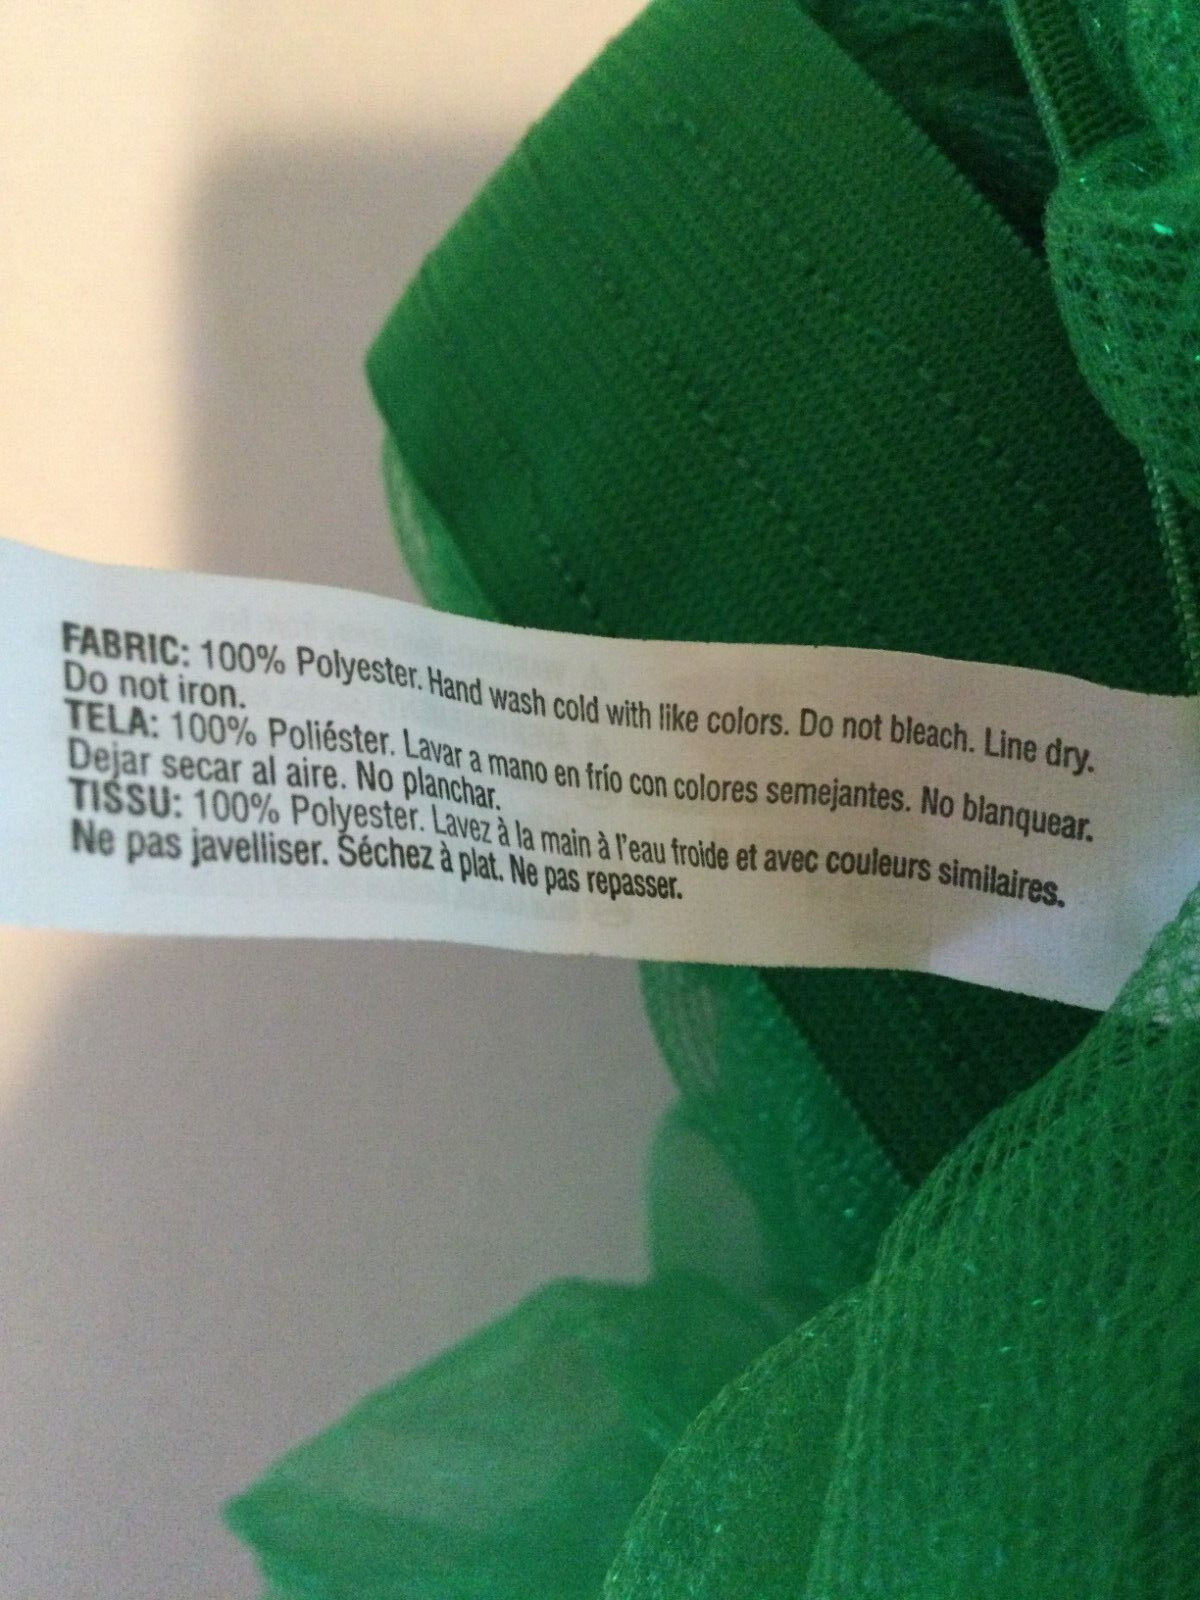 FABRIC: 100% Polyester. Hand wash cold with like colors. Do not bleach. Line dry.
Do not iron.
TELA: 100% Poliéster. Lavar a mano en frío con colores semejantes. No blanquear.
Dejar secar al aire. No planchar.
TISSU: 100% Polyester. Lavez à la main à l'eau froide et avec couleurs similaires.
Ne pas javelliser. Séchez à plat. Ne pas repasser.